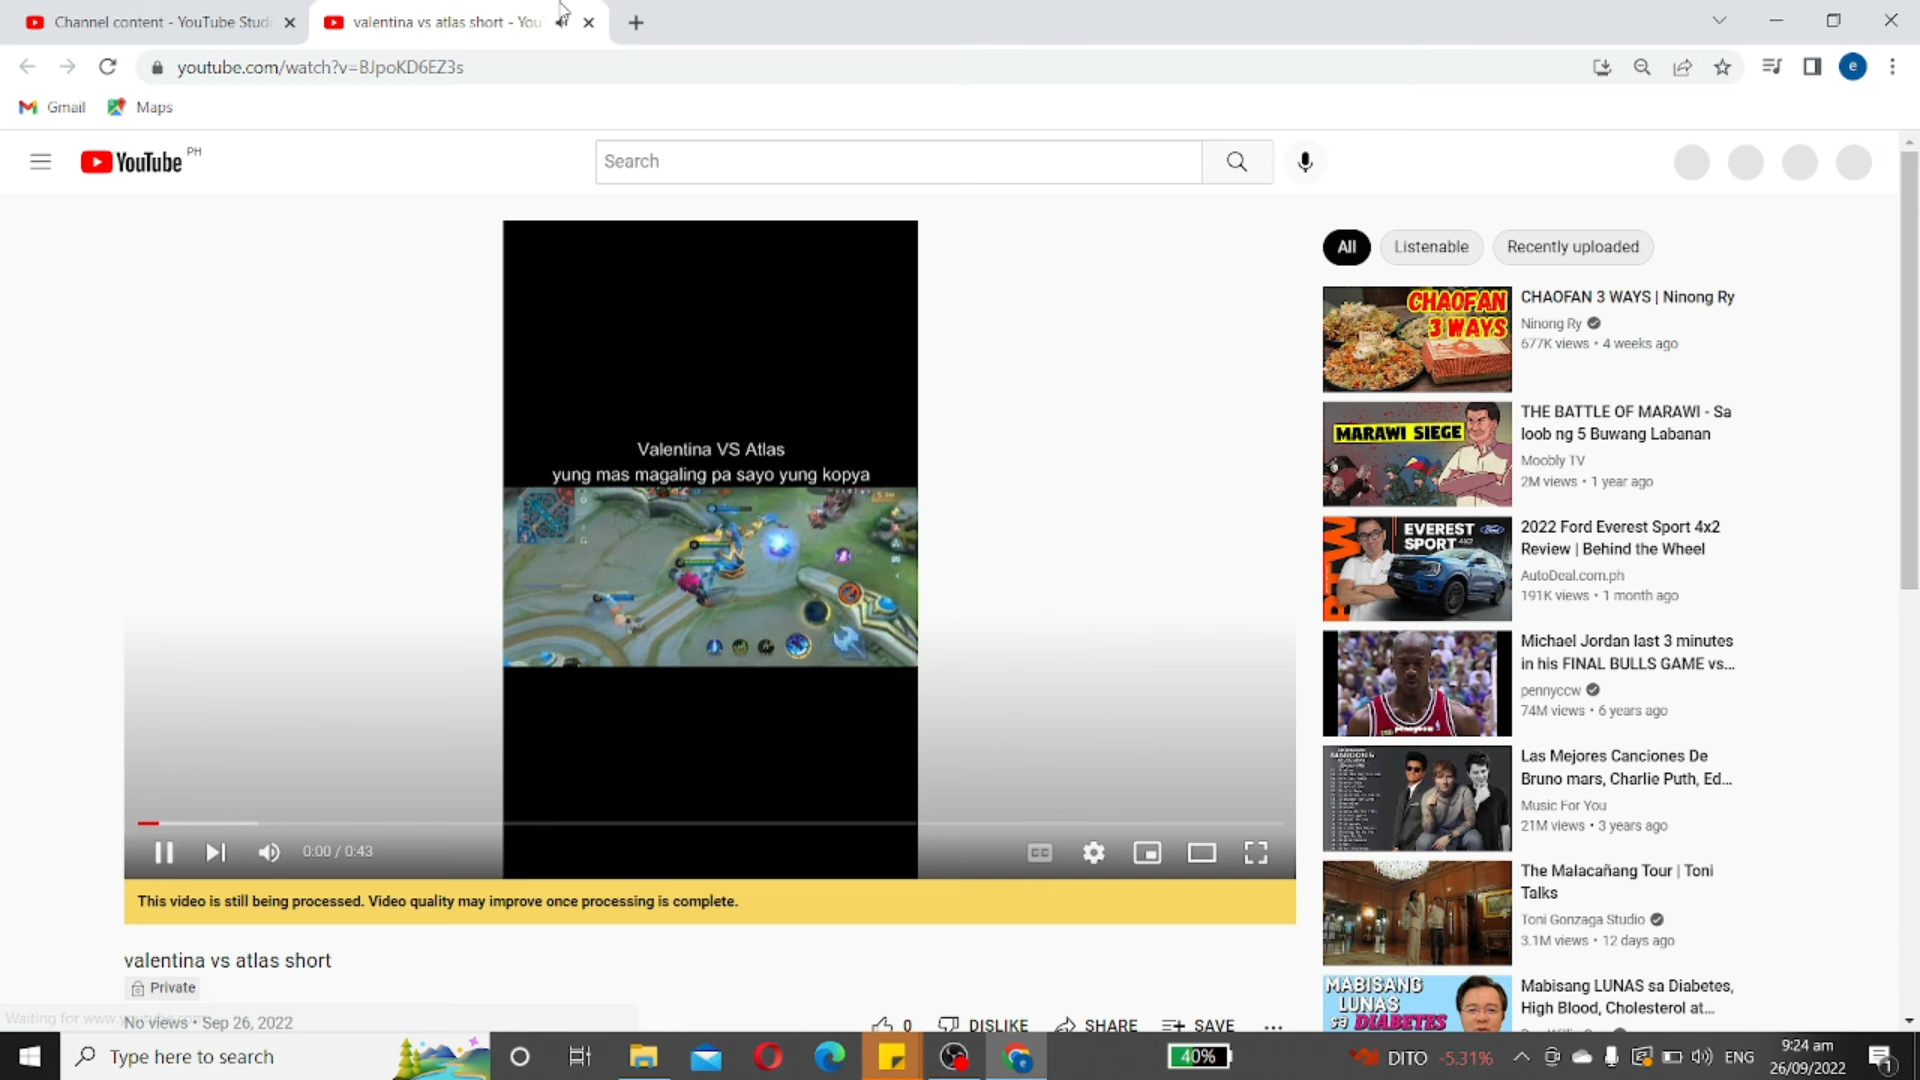 Channel content - YouTube Studi
valentina vs atlas short - You
youtube.com/watch?v=BJpoKD6EZ3s
e
Gmail
Maps
YouTube PH
Search
All
Listenable
Recently uploaded
Valentina VS Atlas
yung mas magaling pa sayo yung kopya
0:00 / 0:43
CC
This video is still being processed. Video quality may improve once processing is complete.
valentina vs atlas short
Private
No views • Sep 26, 2022
0
DISLIKE
SHARE
SAVE
CHAOFAN
3 WAYS
CHAOFAN 3 WAYS | Ninong Ry
Ninong Ry
677K views • 4 weeks ago
MARAWI SIEGE
THE BATTLE OF MARAWI - Sa
loob ng 5 Buwang Labanan
Moobly TV
2M views • 1 year ago
BTW
EVEREST
SPORT 4X2
Ford
2022 Ford Everest Sport 4x2
Review | Behind the Wheel
AutoDeal.com.ph
191K views • 1 month ago
Michael Jordan last 3 minutes
in his FINAL BULLS GAME vs...
pennyccw
74M views • 6 years ago
Las Mejores Canciones De
Bruno mars, Charlie Puth, Ed...
Music For You
21M views • 3 years ago
The Malacañang Tour | Toni
Talks
Toni Gonzaga Studio
3.1M views • 12 days ago
MABISANG
LUNAS
sa DIABETES
Mabisang LUNAS sa Diabetes,
High Blood, Cholesterol at...
Type here to search
40%
DITO -5.31%
ENG
9:24 am
26/09/2022
1